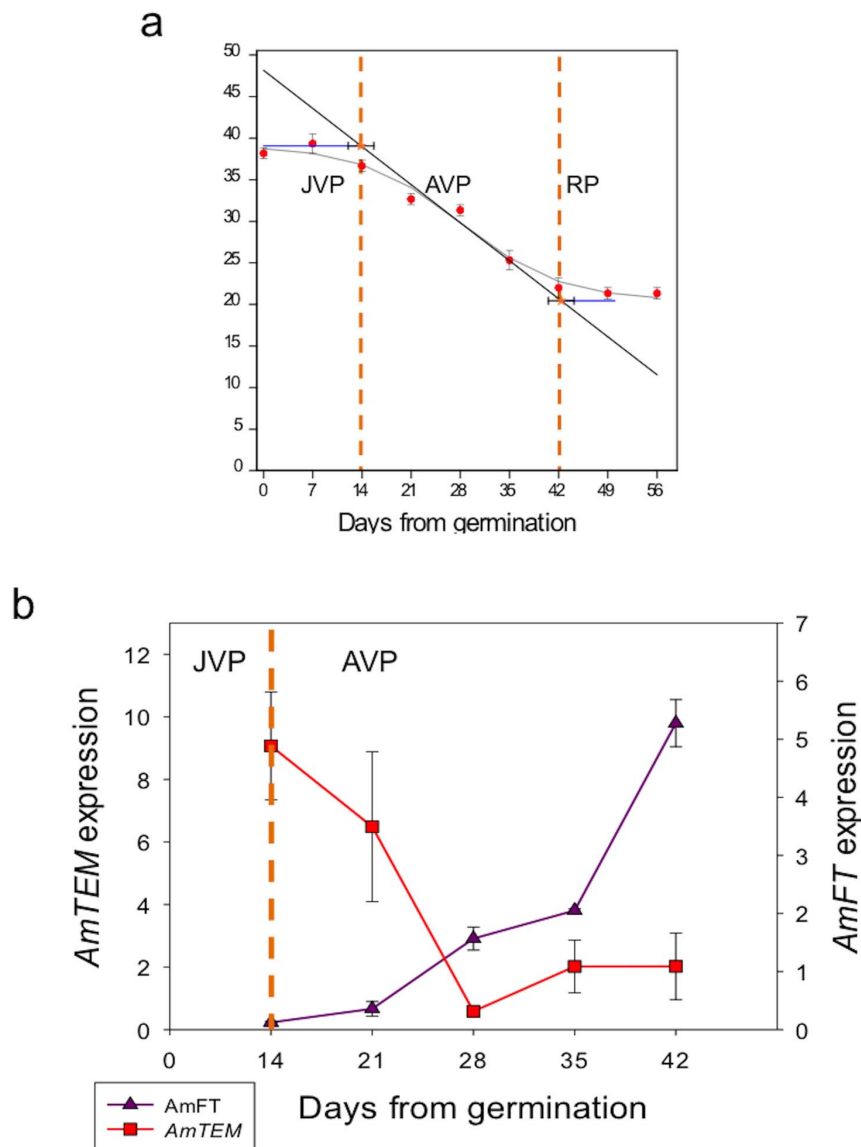 a
50
45
40
35
30
25
20
15
10
5
0
JVP AVP RP
0 7 14 21 28 35 42 49 56
Days from germination
b
JVP AVP
12
10
8
6
4
2
0
AmTEM expression
7
6
5
4
3
2
1
0
AmFT expression
0 14 21 28 35 42
Days from germination
AmFT
AmTEM